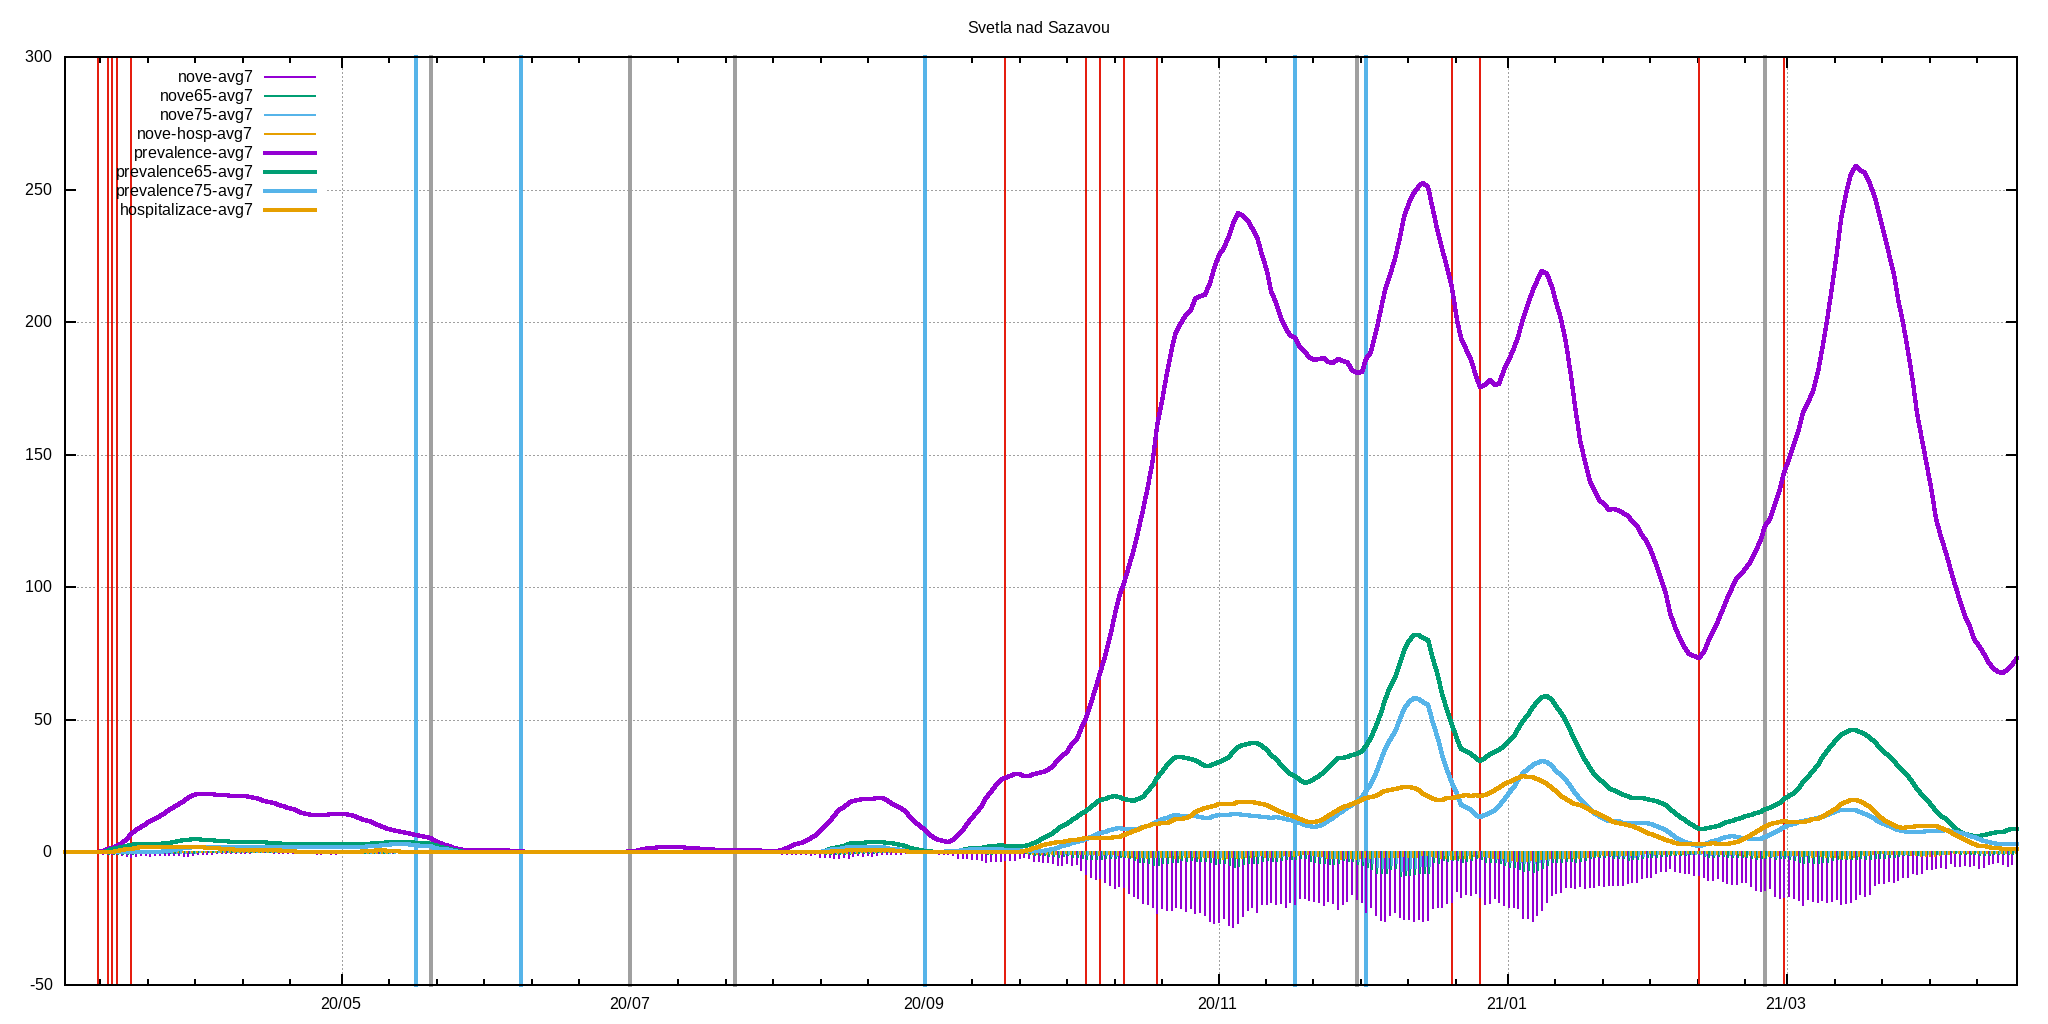 Svetla nad Sazavou
300
nove-avg7
nove65-avg7
nove75-avg7
nove-hosp-avg7
prevalence-avg7
prevalence65-avg7
250
prevalence75-avg7
hospitalizace-avg7
200
150
100
50
0
-50
20/05 20/07 20/09 20/11 21/01 21/03